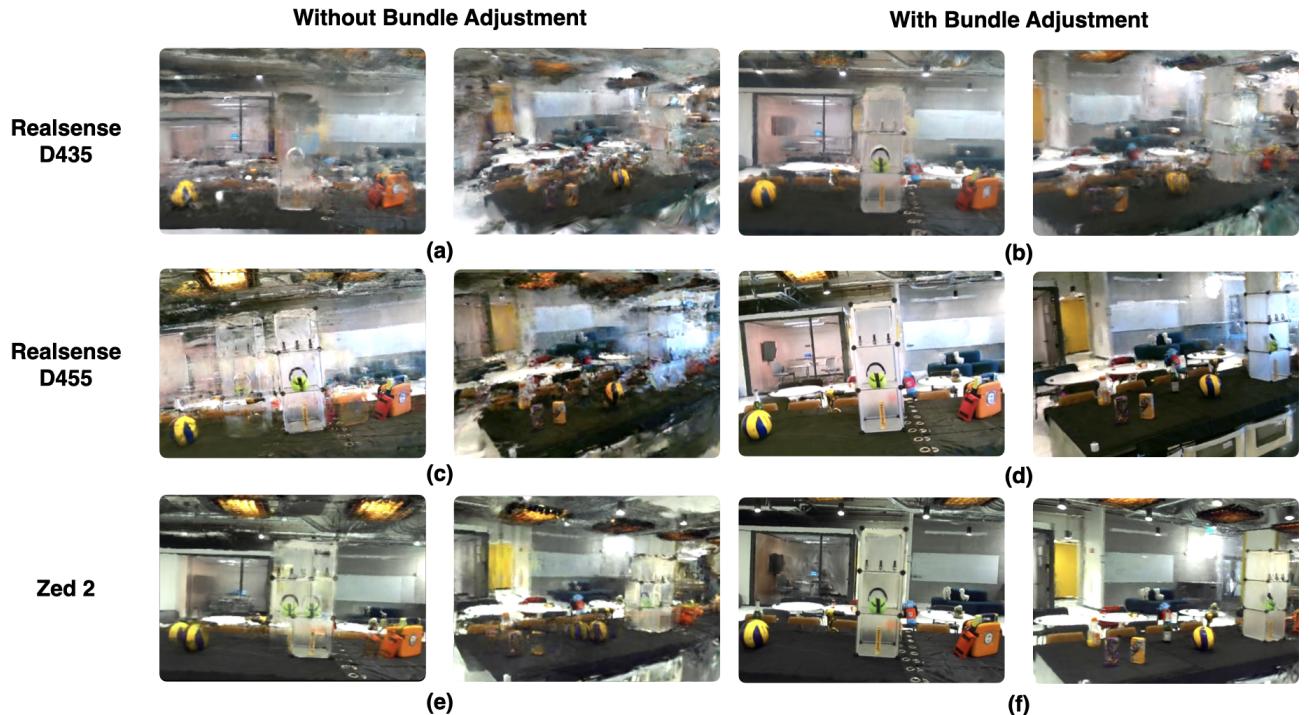 Without Bundle Adjustment
With Bundle Adjustment
Realsense
D435
(a)
(b)
Realsense
D455
(c)
(d)
Zed 2
(e)
(f)